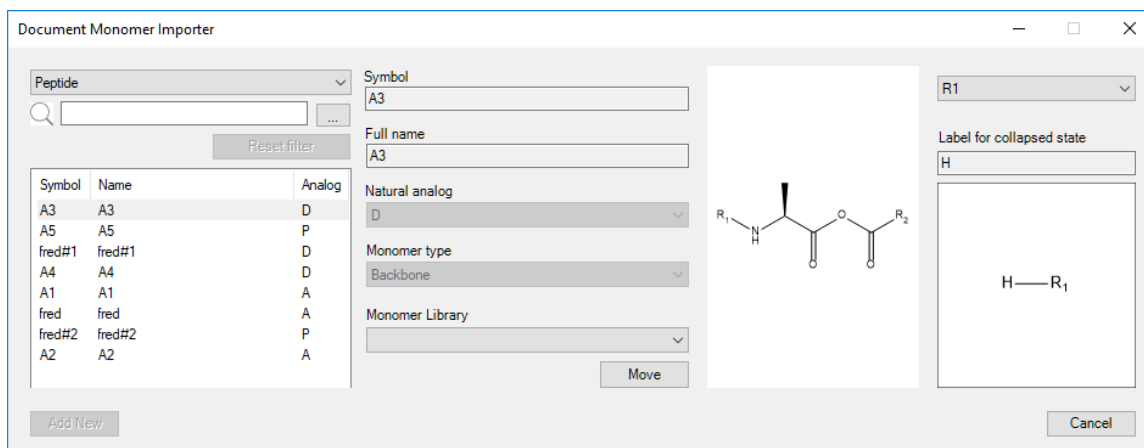 Document Monomer Importer
Peptide
...
Reset filter
Symbol Name Analog
A3 A3 D
A5 A5 P
fred#1 fred#1 D
A4 A4 D
A1 A1 A
fred fred A
fred#2 fred#2 P
A2 A2 A
Add New
Symbol
A3
Full name
A3
Natural analog
D
Monomer type
Backbone
Monomer Library
Move
R1
N
H
O
O
O
R2
R1
Label for collapsed state
H
H R1
Cancel